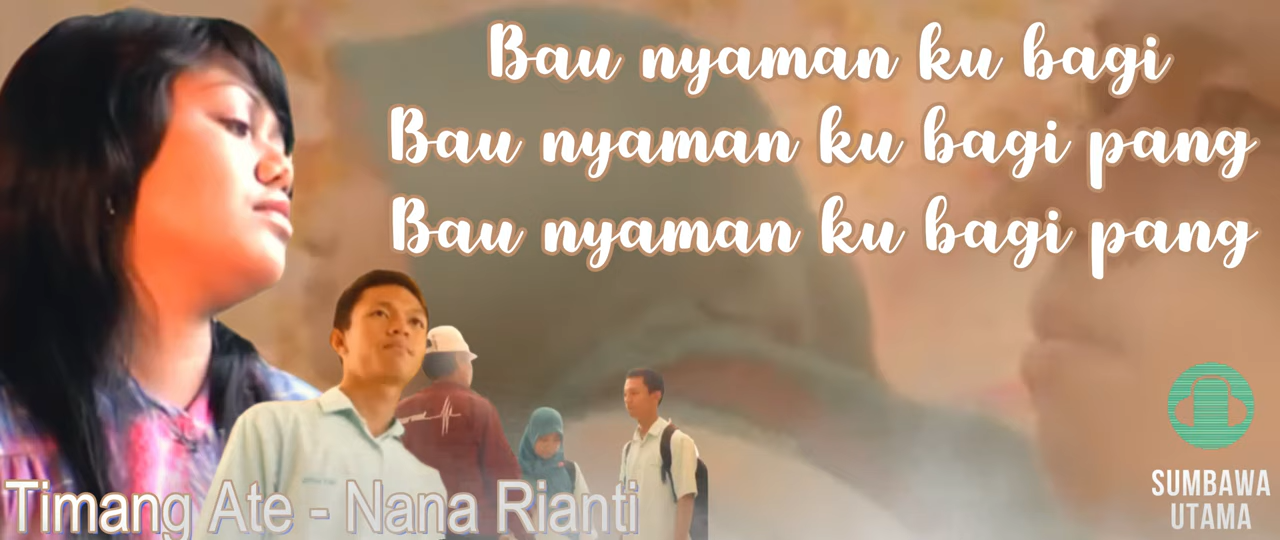 Bau nyaman ku bagi
Bau nyaman ku bagi pang
Bau nyaman ku bagi pang
Timang Ate - Nana Rianti
SUMBAWA
UTAMA